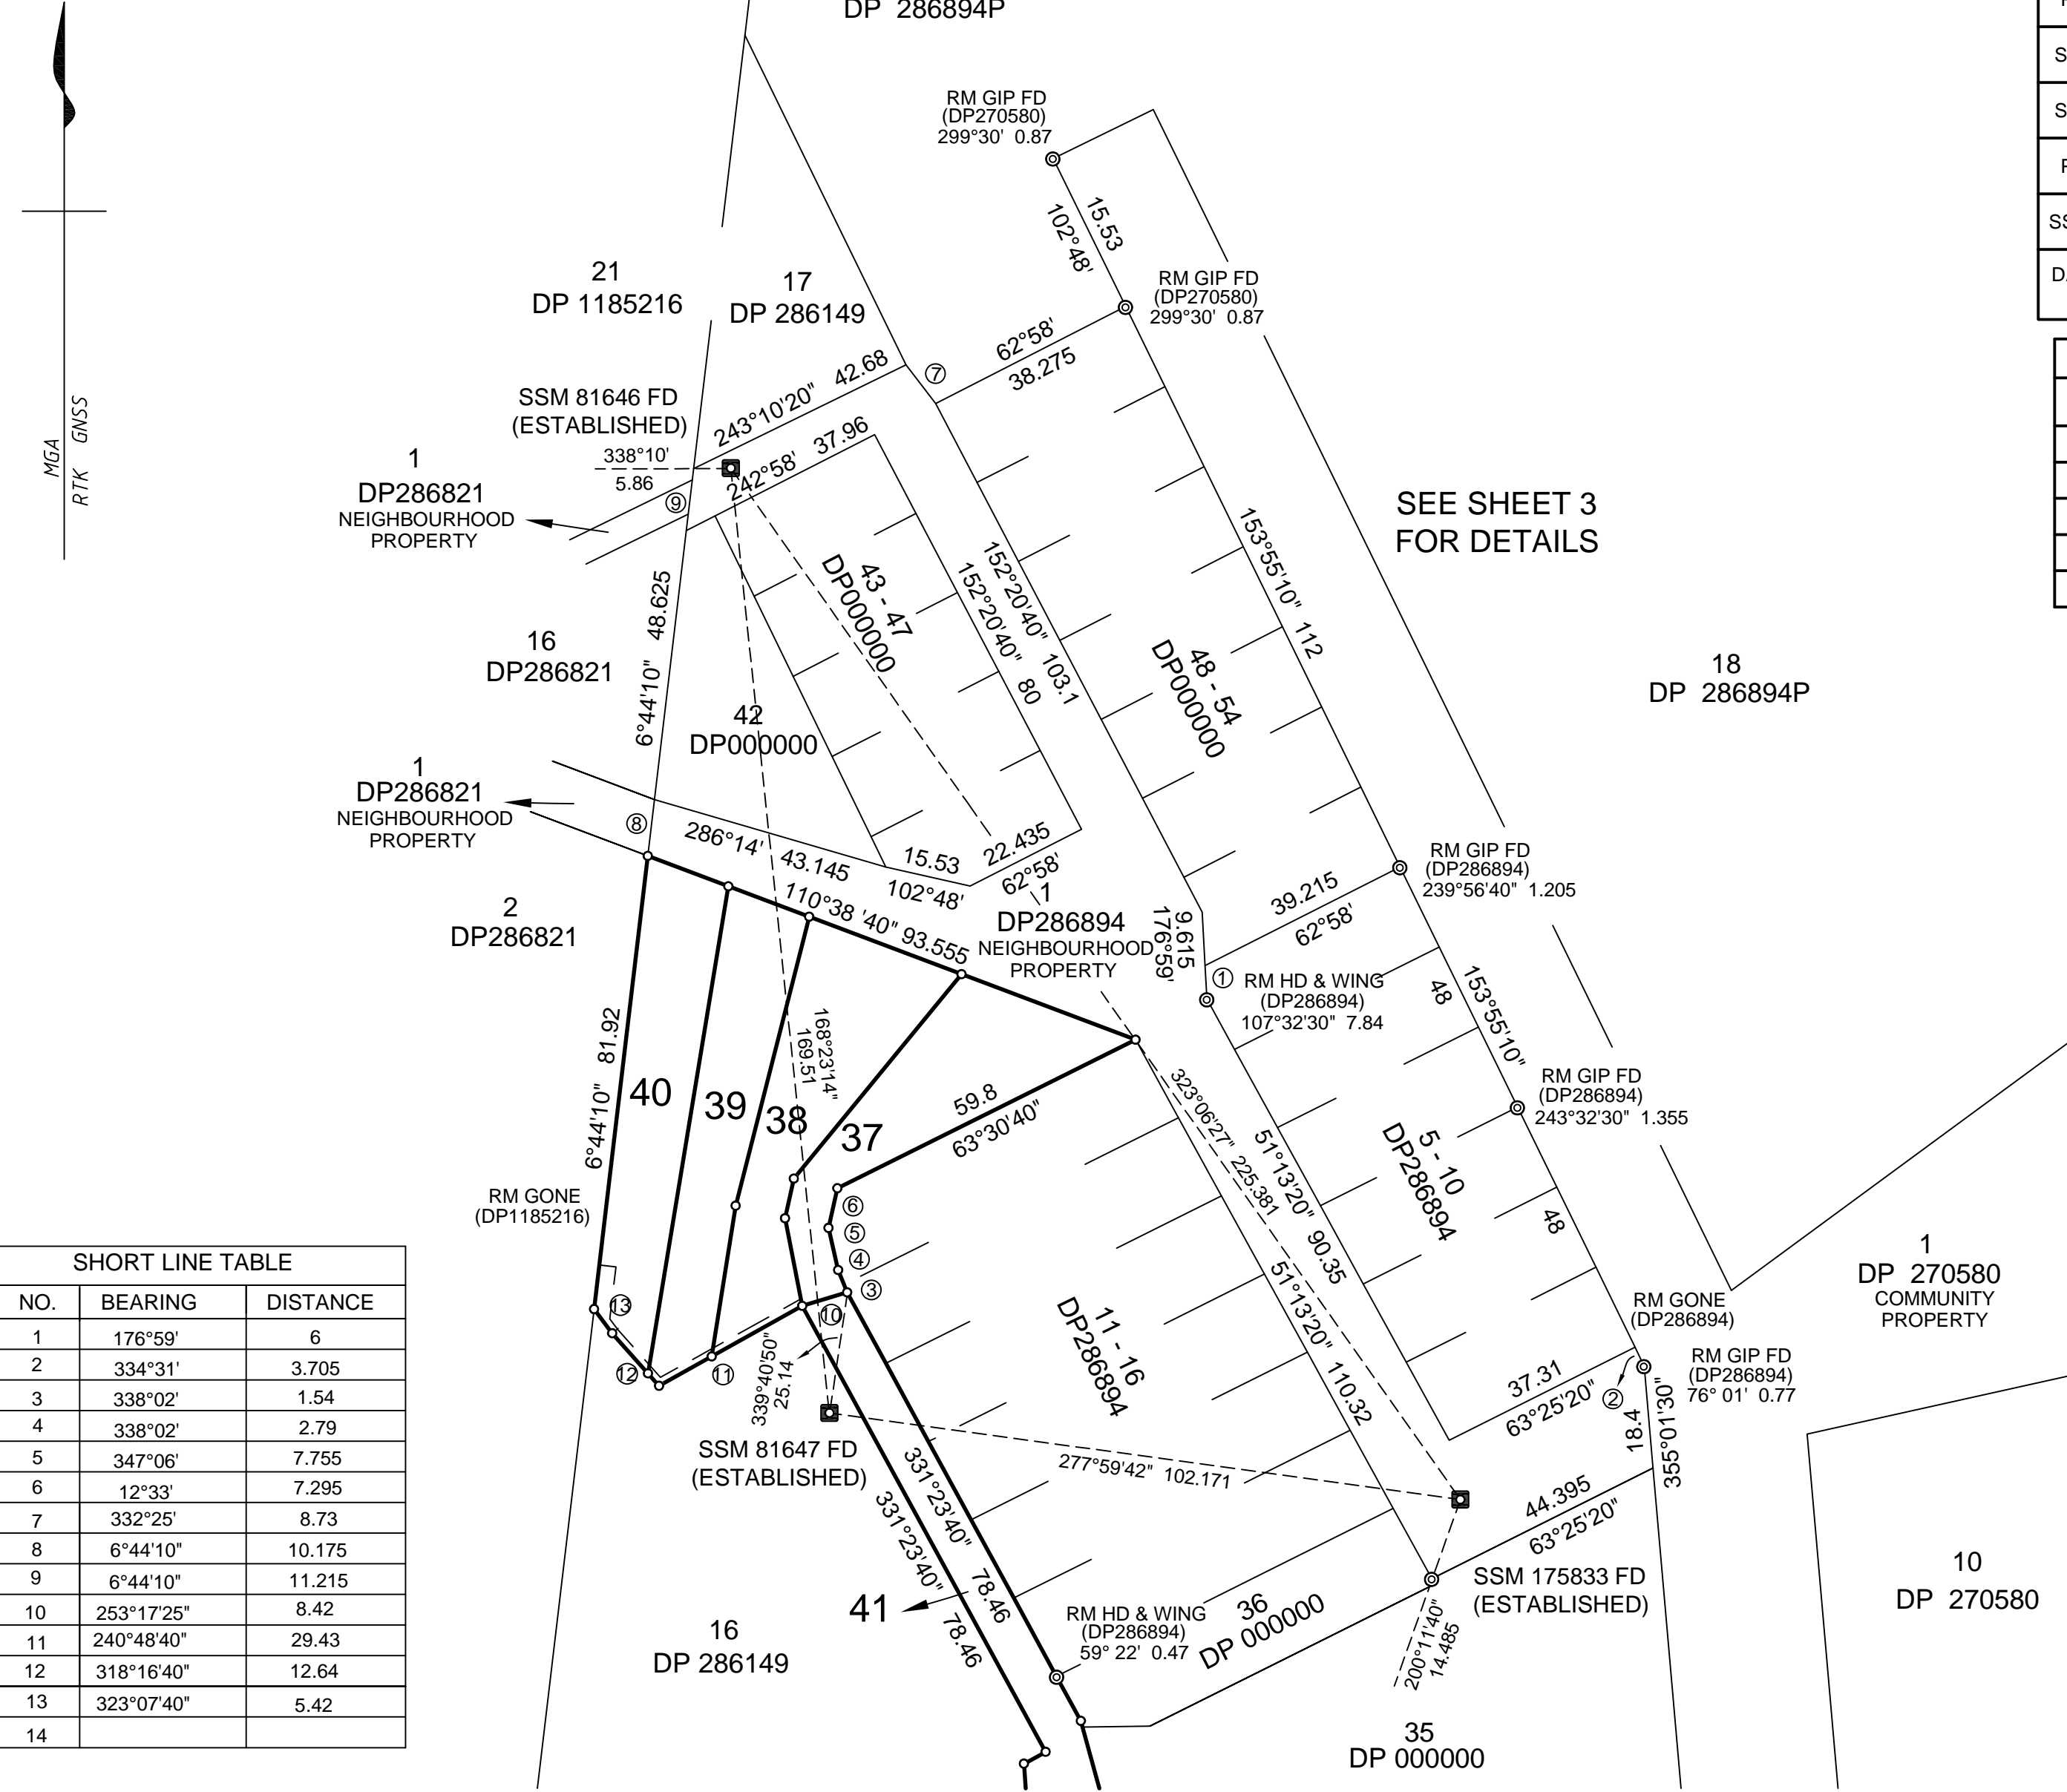 DP 286894P
RM GIP FD
(DP270580)
299°30' 0.87
15.53
102°48'
RM GIP FD
(DP270580)
299°30' 0.87
21
DP 1185216
17
DP 286149
62°58'
38.275
7
243°10'20" 42.68
SSM 81646 FD
(ESTABLISHED)
338°10'
5.86
242°58' 37.96
9
MGA
RTK GNSS
1
DP286821
NEIGHBOURHOOD
PROPERTY
SEE SHEET 3
FOR DETAILS
43 - 47
DP000000
152°20'40" 80
152°20'40" 103.1
153°55'10" 112
48 - 54
DP000000
6°44'10" 48.625
16
DP286821
42
DP000000
18
DP 286894P
1
DP286821
NEIGHBOURHOOD
PROPERTY
8
286°14' 43.145
15.53
102°48'
22.435
62°58'
110°38 '40" 93.555
1
DP286894
NEIGHBOURHOOD
PROPERTY
9.615
176°59'
39.215
62°58'
RM GIP FD
(DP286894)
239°56'40" 1.205
2
DP286821
1
RM HD & WING
(DP286894)
107°32'30" 7.84
48
153°55'10"
6°44'10" 81.92
168°23'14"
169.51
40
39
38
37
59.8
63°30'40"
323°06'27" 225.381
51°13'20" 90.35
RM GIP FD
(DP286894)
243°32'30" 1.355
5 - 10
DP286894
48
RM GONE
(DP1185216)
6
5
4
3
10
11
12
13
339°40'50"
25.14
11 - 16
DP286894
51°13'20" 110.32
RM GONE
(DP286894)
RM GIP FD
(DP286894)
76° 01' 0.77
37.31
63°25'20"
2
18.4
355°01'30"
1
DP 270580
COMMUNITY
PROPERTY
SSM 81647 FD
(ESTABLISHED)
277°59'42" 102.171
331°23'40" 78.46
331°23'40" 78.46
44.395
63°25'20"
SSM 175833 FD
(ESTABLISHED)
200°11'40"
14.485
10
DP 270580
41
16
DP 286149
RM HD & WING
(DP286894)
59° 22' 0.47
36
DP 000000
35
DP 000000
SHORT LINE TABLE
NO. BEARING DISTANCE
1 176°59' 6
2 334°31' 3.705
3 338°02' 1.54
4 338°02' 2.79
5 347°06' 7.755
6 12°33' 7.295
7 332°25' 8.73
8 6°44'10" 10.175
9 6°44'10" 11.215
10 253°17'25" 8.42
11 240°48'40" 29.43
12 318°16'40" 12.64
13 323°07'40" 5.42
14